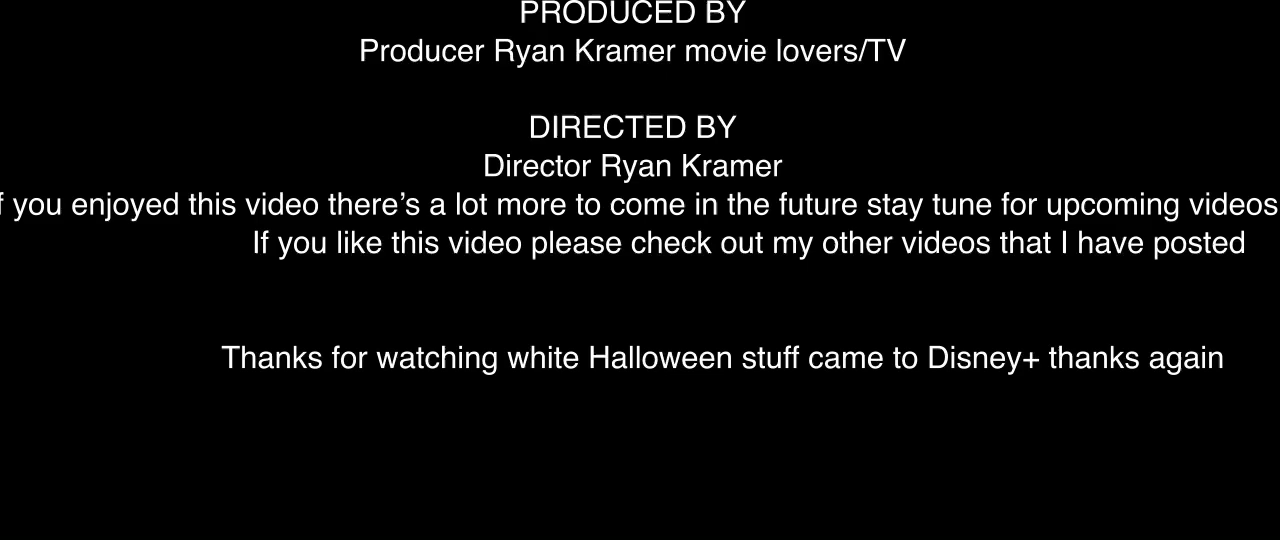 PRODUCED BY
Producer Ryan Kramer movie lovers/TV
DIRECTED BY
Director Ryan Kramer
f you enjoyed this video there’s a lot more to come in the future stay tune for upcoming videos
If you like this video please check out my other videos that I have posted
Thanks for watching white Halloween stuff came to Disney+ thanks again